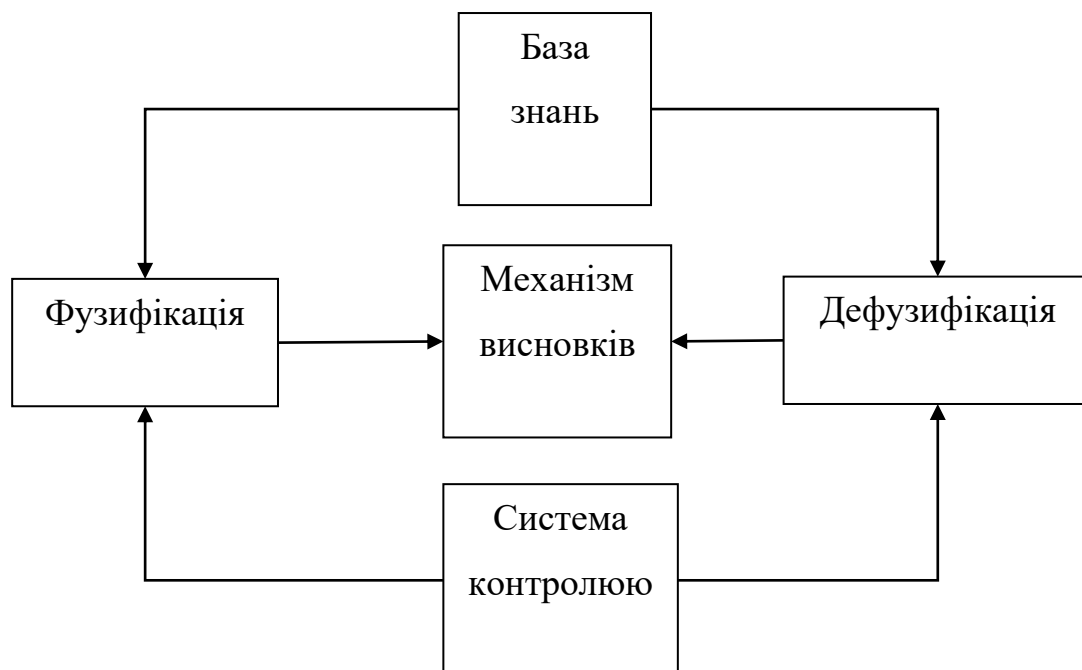 База
знань
Фузифікація
Механізм
висновків
Дефузифікація
Система
контролюю